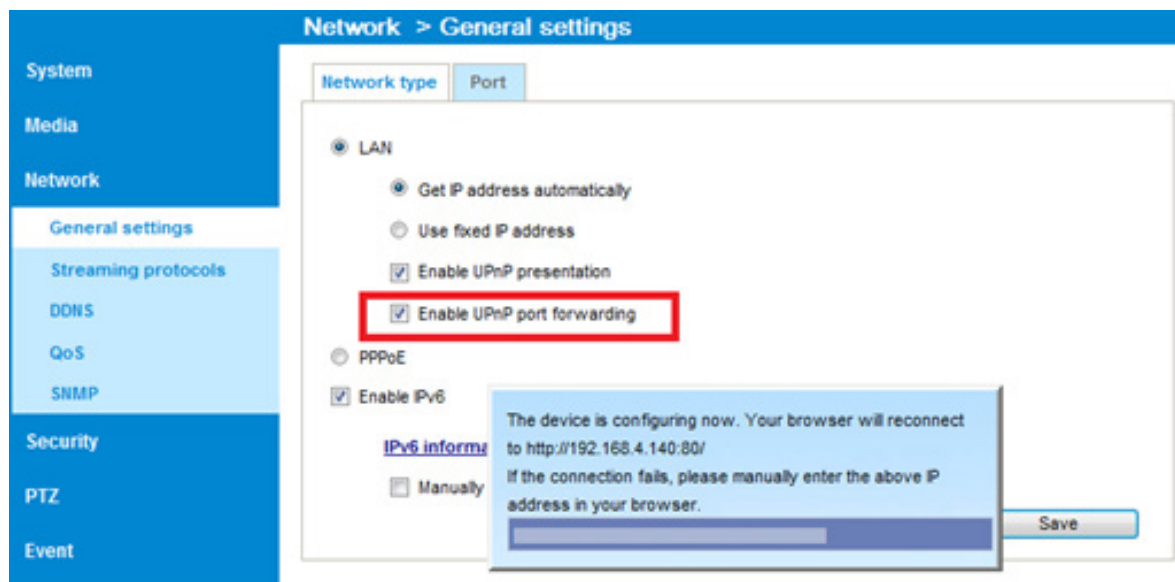 Network > General settings
System
Media
Network
General settings
Streaming protocols
DDNS
QoS
SNMP
Security
PTZ
Event
Network type
Port
LAN
Get IP address automatically
Use fixed IP address
Enable UPnP presentation
Enable UPnP port forwarding
PPPoE
Enable IPv6
IPv6 informa
Manually
The device is configuring now. Your browser will reconnect
to http://192.168.4.140:80/
If the connection fails, please manually enter the above IP
address in your browser.
Save